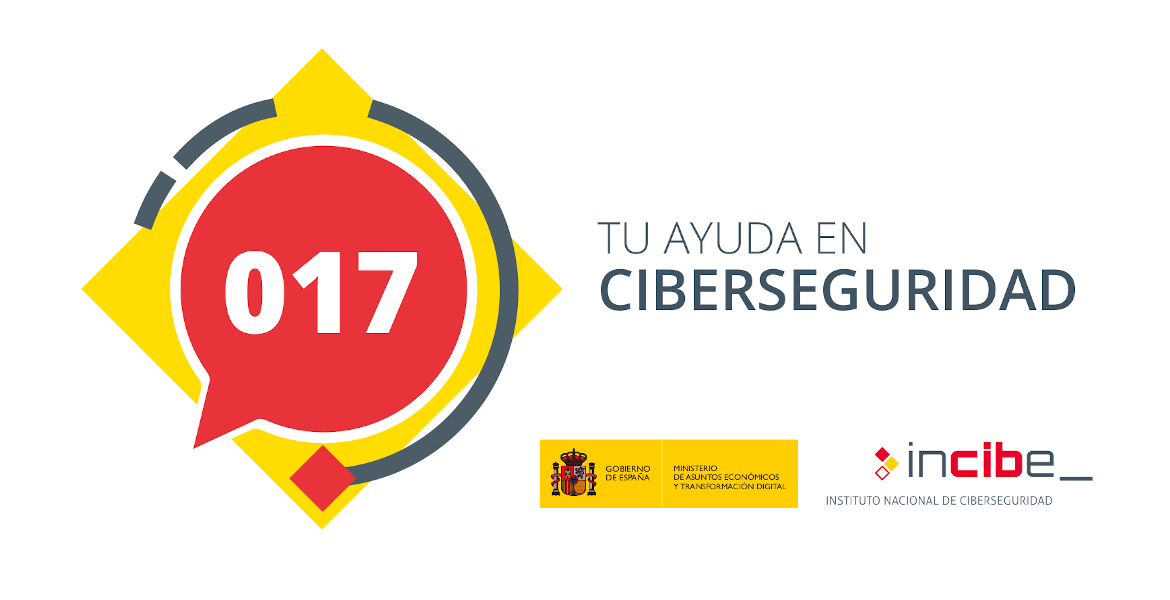 017
TU AYUDA EN
CIBERSEGURIDAD
GOBIERNO
DE ESPAÑA
MINISTERIO
DE ASUNTOS ECONÓMICOS
Y TRANSFORMACIÓN DIGITAL
incibe_
INSTITUTO NACIONAL DE CIBERSEGURIDAD